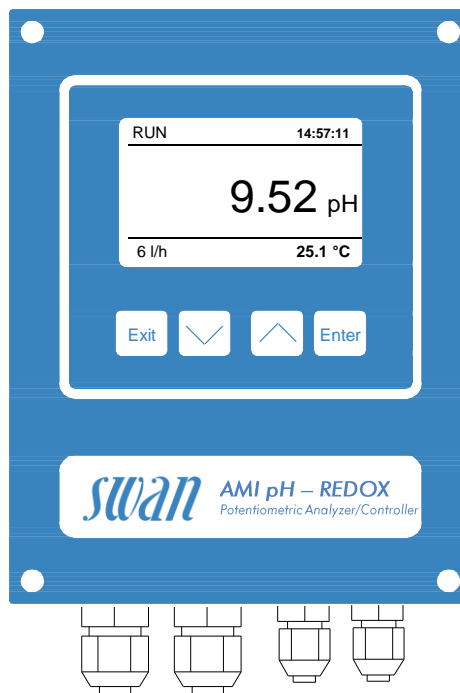 RUN 14:57:11
9.52 pH
6 l/h 25.1 °C
Exit Enter
swan AMI pH – REDOX
Potentiometric Analyzer/Controller